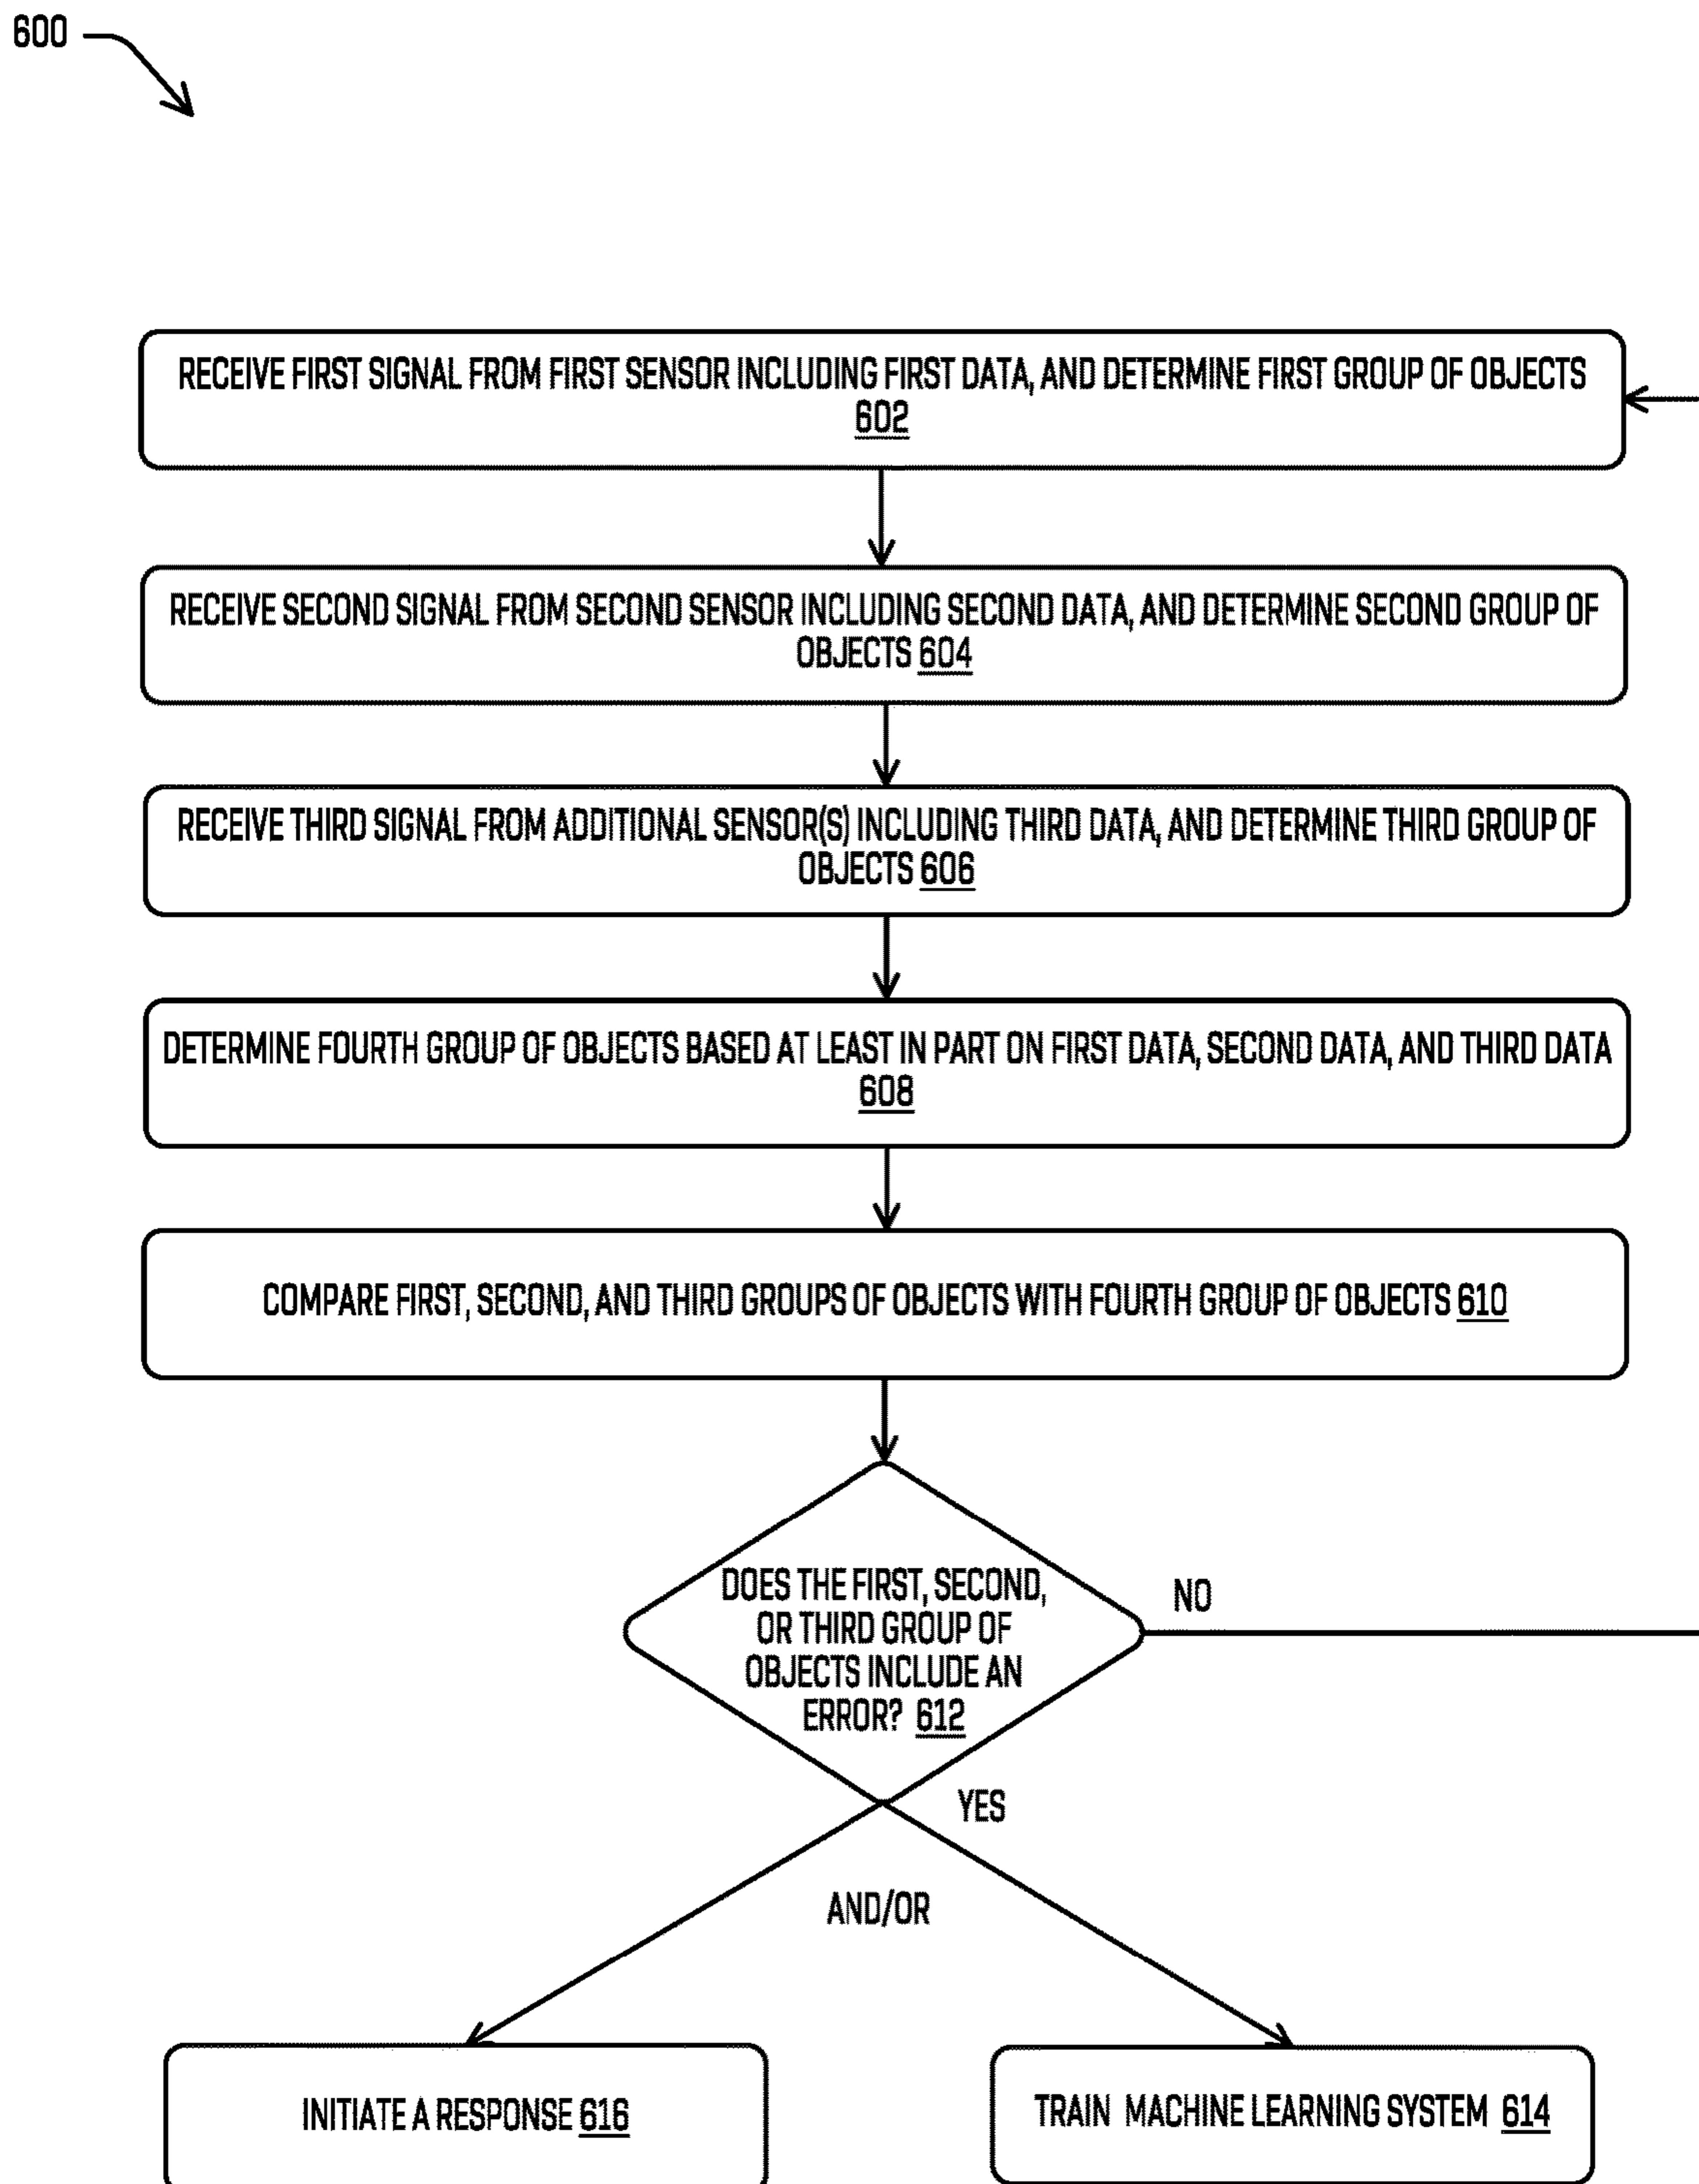 600
RECEIVE FIRST SIGNAL FROM FIRST SENSOR INCLUDING FIRST DATA, AND DETERMINE FIRST GROUP OF OBJECTS
602
RECEIVE SECOND SIGNAL FROM SECOND SENSOR INCLUDING SECOND DATA, AND DETERMINE SECOND GROUP OF
OBJECTS 604
RECEIVE THIRD SIGNAL FROM ADDITIONAL SENSOR(S) INCLUDING THIRD DATA, AND DETERMINE THIRD GROUP OF
OBJECTS 606
DETERMINE FOURTH GROUP OF OBJECTS BASED AT LEAST IN PART ON FIRST DATA, SECOND DATA, AND THIRD DATA
608
COMPARE FIRST, SECOND, AND THIRD GROUPS OF OBJECTS WITH FOURTH GROUP OF OBJECTS 610
DOES THE FIRST, SECOND,
OR THIRD GROUP OF
OBJECTS INCLUDE AN
ERROR? 612
NO
YES
AND/OR
INITIATE A RESPONSE 616
TRAIN MACHINE LEARNING SYSTEM 614